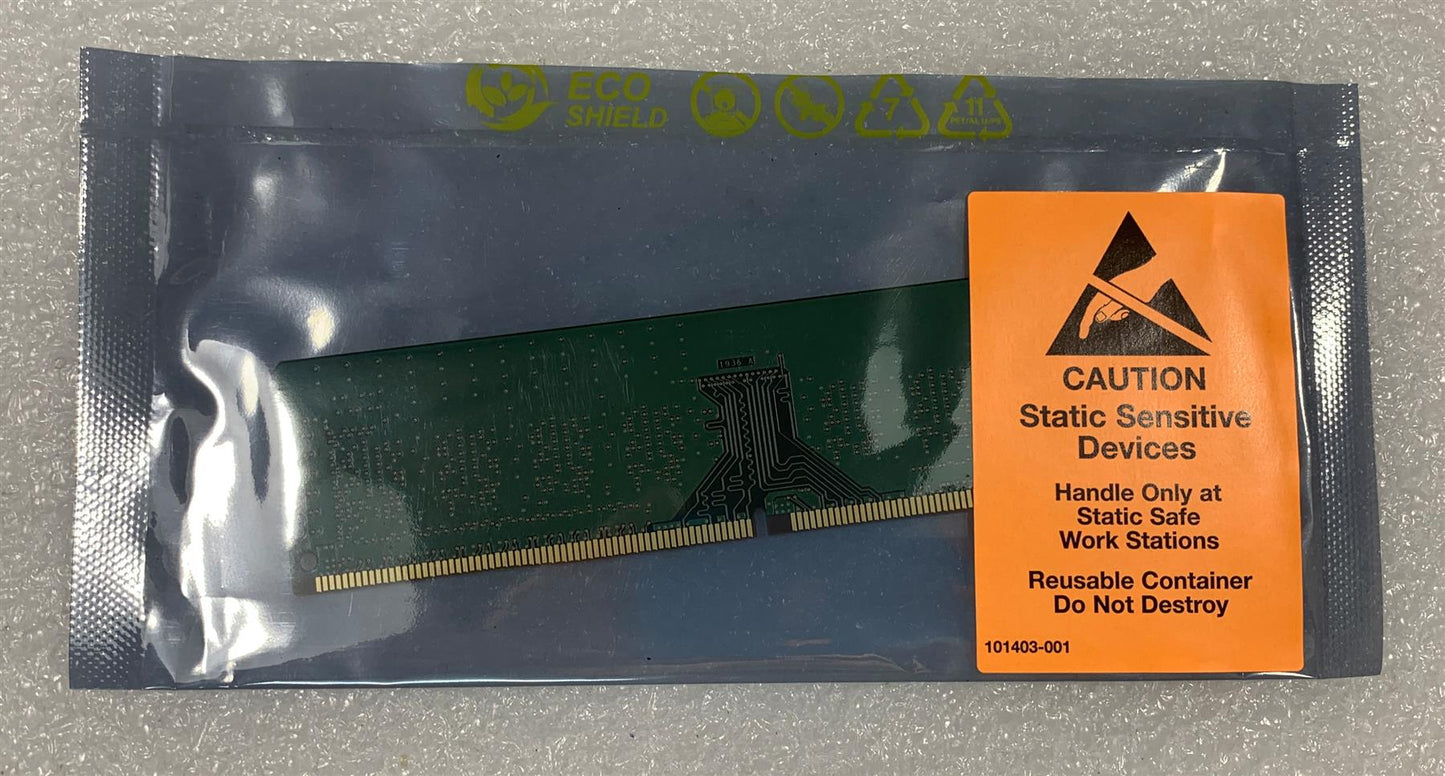 ECO
SHIELD
7
11
1936 A
CAUTION
Static Sensitive
Devices
Handle Only at
Static Safe
Work Stations
Reusable Container
Do Not Destroy
101403-001